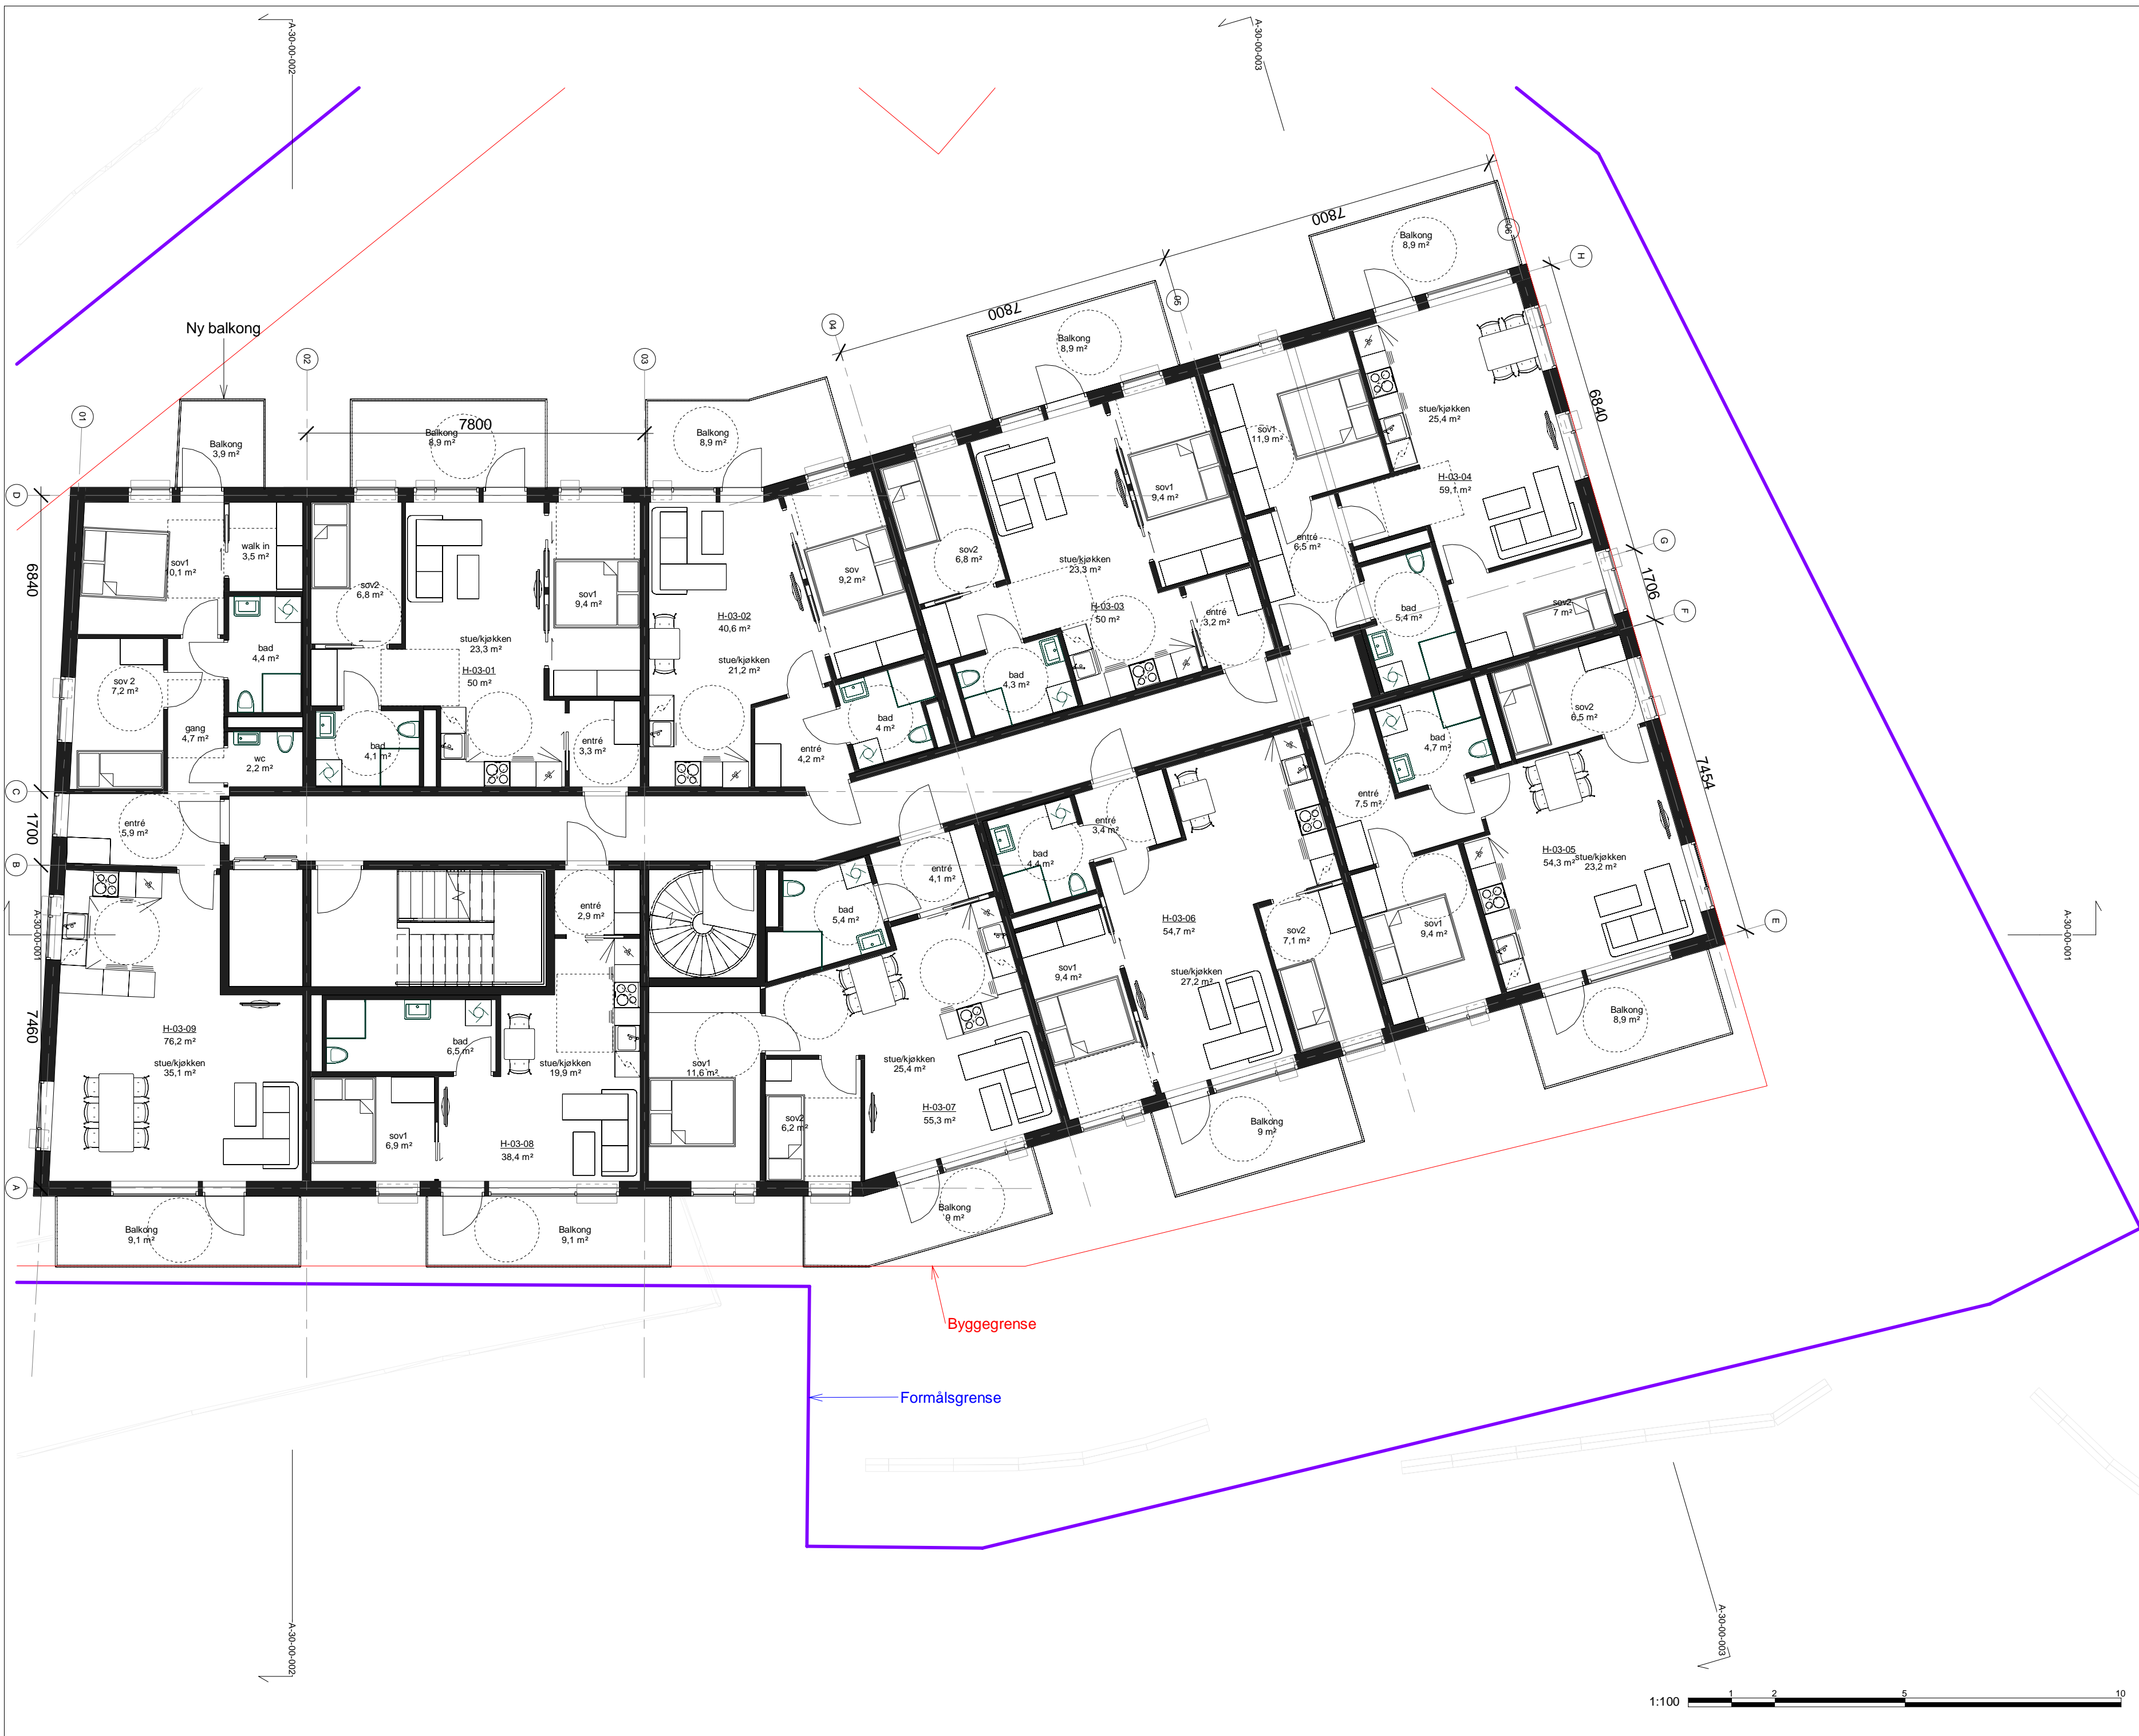 A-30-00-002
A-30-00-003
Ny balkong
01
02
03
04
05
06
H
G
F
E
D
C
B
A
7800
7800
7800
6840
1706
7454
6840
1700
7460
Balkong
3,9 m²
Balkong
8,9 m²
Balkong
8,9 m²
Balkong
8,9 m²
Balkong
8,9 m²
sov1
10,1 m²
walk in
3,5 m²
bad
4,4 m²
sov 2
7,2 m²
gang
4,7 m²
wc
2,2 m²
entré
5,9 m²
H-03-09
76,2 m²
stue/kjøkken
35,1 m²
Balkong
9,1 m²
sov2
6,8 m²
stue/kjøkken
23,3 m²
H-03-01
50 m²
sov1
9,4 m²
bad
4,1 m²
entré
3,3 m²
H-03-02
40,6 m²
stue/kjøkken
21,2 m²
sov
9,2 m²
bad
4 m²
entré
4,2 m²
sov2
6,8 m²
stue/kjøkken
23,3 m²
H-03-03
50 m²
sov1
9,4 m²
entré
3,2 m²
bad
4,3 m²
sov1
11,9 m²
stue/kjøkken
25,4 m²
H-03-04
59,1 m²
entré
6,5 m²
bad
5,4 m²
sov2
7 m²
sov2
6,5 m²
bad
4,7 m²
entré
7,5 m²
H-03-05
54,3 m²
stue/kjøkken
23,2 m²
sov1
9,4 m²
Balkong
8,9 m²
entré
3,4 m²
bad
4,4 m²
H-03-06
54,7 m²
stue/kjøkken
27,2 m²
sov2
7,1 m²
sov1
9,4 m²
Balkong
9 m²
entré
4,1 m²
bad
5,4 m²
stue/kjøkken
25,4 m²
H-03-07
55,3 m²
sov1
11,6 m²
sov2
6,2 m²
Balkong
9 m²
entré
2,9 m²
bad
6,5 m²
stue/kjøkken
19,9 m²
sov1
6,9 m²
H-03-08
38,4 m²
Balkong
9,1 m²
A-30-00-001
A-30-00-001
Byggegrense
Formålsgrense
A-30-00-002
A-30-00-003
1:100
1
2
5
10